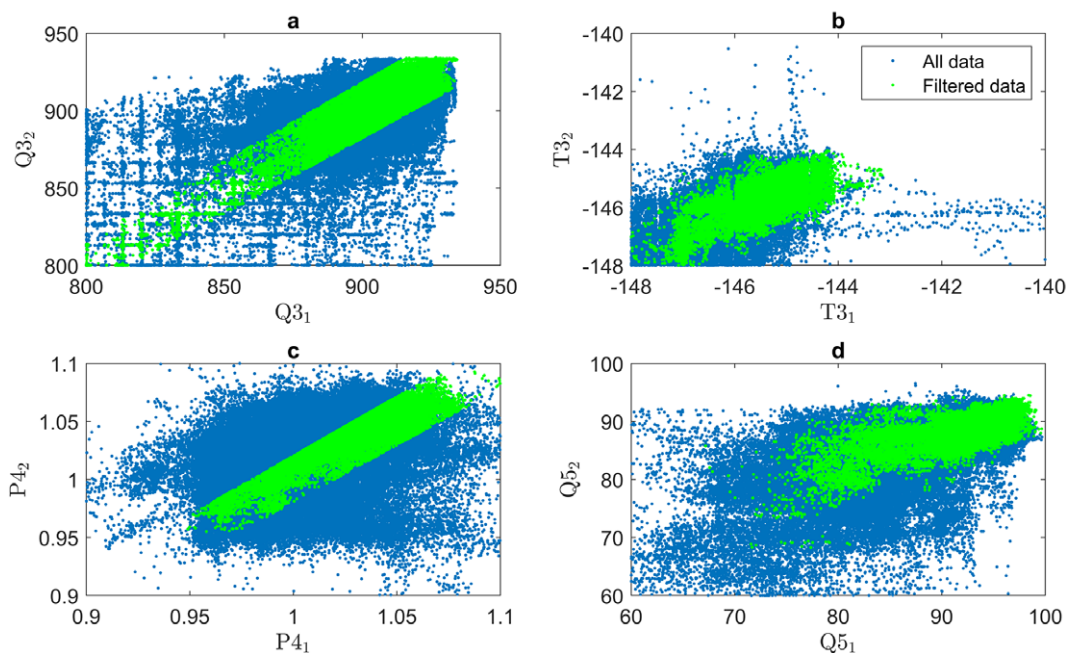 a
950
900
850
800
Q3₂
800
850
900
950
Q3₁
b
-140
-142
-144
-146
-148
T3₂
All data
Filtered data
-148
-146
-144
-142
-140
T3₁
c
1.1
1.05
1
0.95
0.9
P4₂
0.9
0.95
1
1.05
1.1
P4₁
d
100
90
80
70
60
Q5₂
60
70
80
90
100
Q5₁